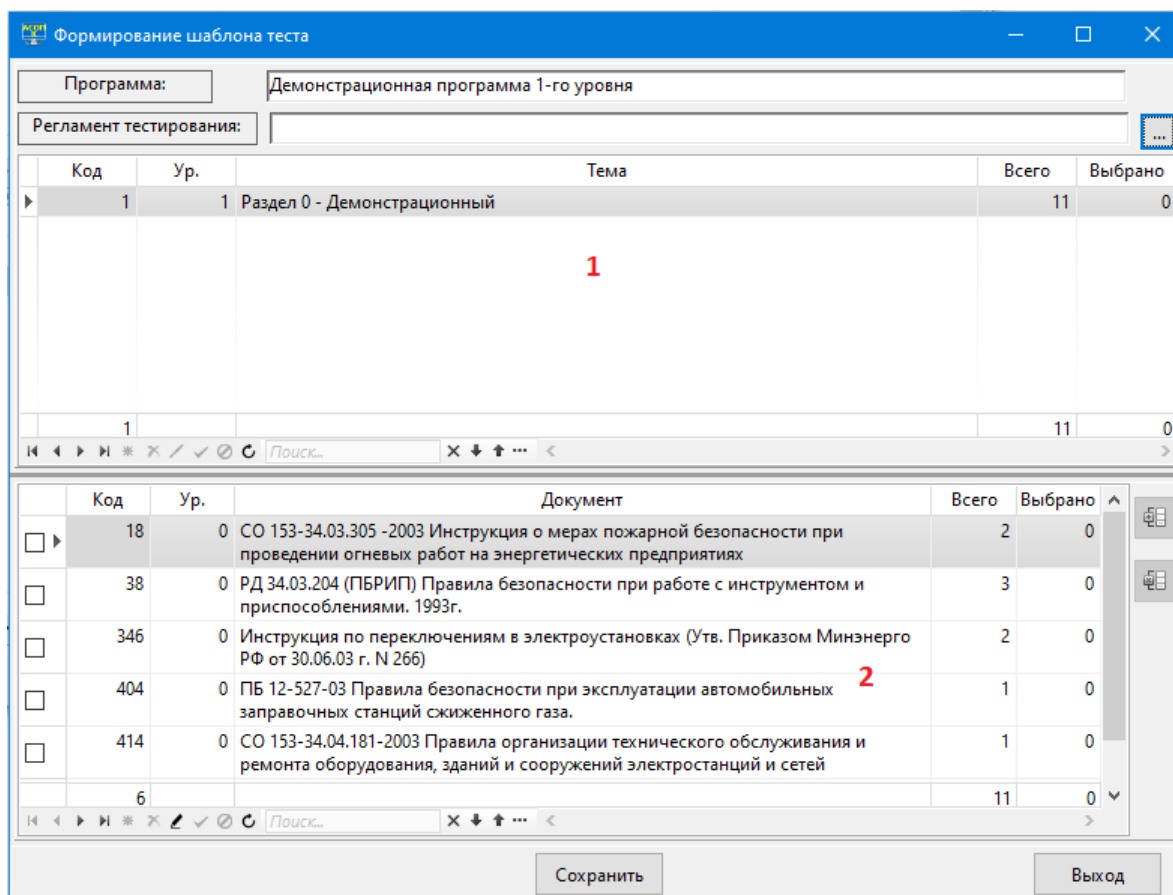 Формирование шаблона теста
Программа: Демонстрационная программа 1-го уровня
Регламент тестирования: ...
Код Ур. Тема Всего Выбрано
1 1 Раздел 0 - Демонстрационный 11 0
1
1 11 0
Поиск...
Код Ур. Документ Всего Выбрано
18 0 СО 153-34.03.305 -2003 Инструкция о мерах пожарной безопасности при 2 0
проведении огневых работ на энергетических предприятиях
38 0 РД 34.03.204 (ПБРИП) Правила безопасности при работе с инструментом и 3 0
приспособлениями. 1993г.
346 0 Инструкция по переключениям в электроустановках (Утв. Приказом Минэнерго 2 0
РФ от 30.06.03 г. N 266)
2
404 0 ПБ 12-527-03 Правила безопасности при эксплуатации автомобильных 1 0
заправочных станций сжиженного газа.
414 0 СО 153-34.04.181-2003 Правила организации технического обслуживания и 1 0
ремонта оборудования, зданий и сооружений электростанций и сетей
6 11 0
Поиск...
Сохранить Выход